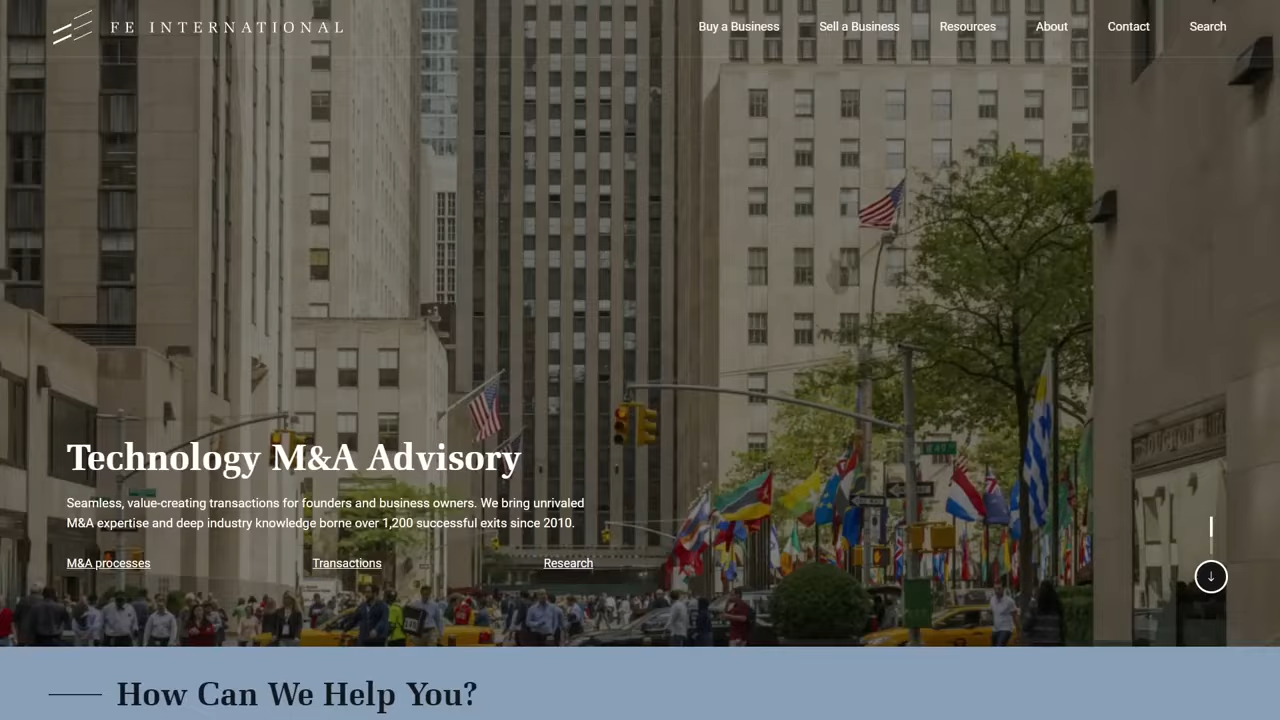 FE INTERNATIONAL
Buy a Business
Sell a Business
Resources
About
Contact
Search
Technology M&A Advisory
Seamless, value-creating transactions for founders and business owners. We bring unrivaled
M&A expertise and deep industry knowledge borne over 1,200 successful exits since 2010.
M&A processes
Transactions
Research
How Can We Help You?